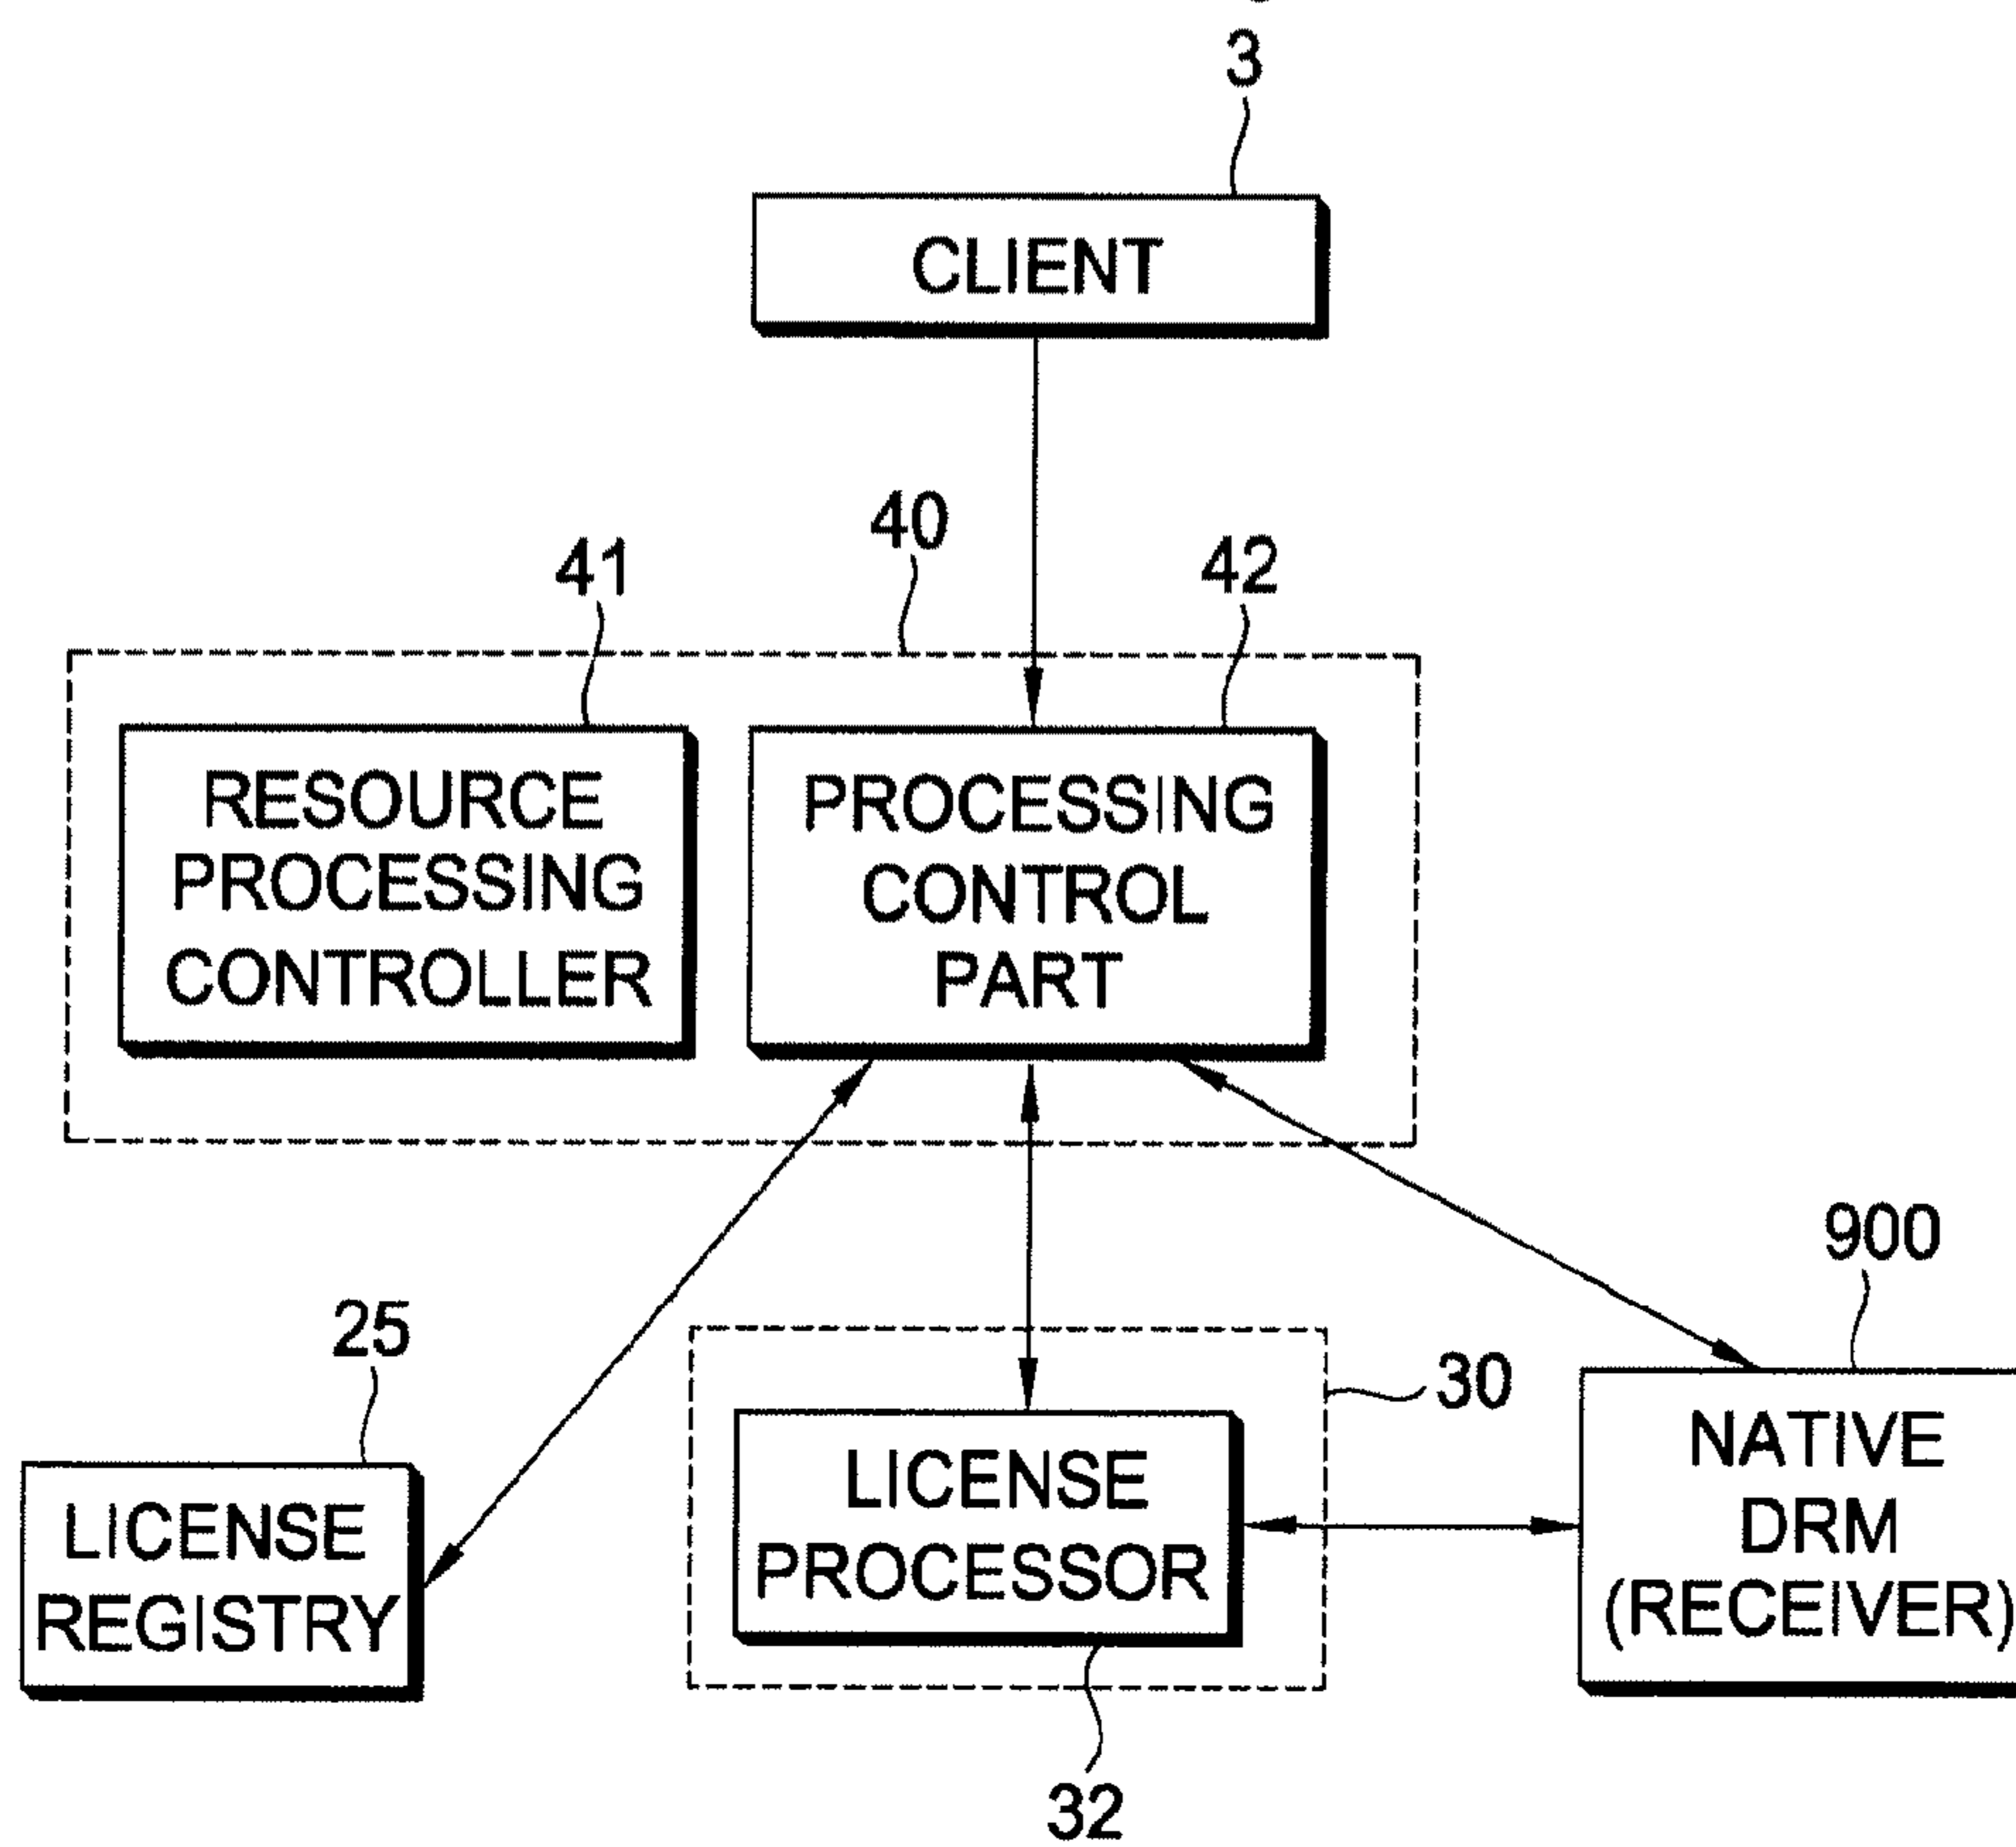 3
CLIENT
40
41
42
RESOURCE
PROCESSING
CONTROLLER
PROCESSING
CONTROL
PART
900
25
30
NATIVE
DRM
(RECEIVER)
LICENSE
PROCESSOR
LICENSE
REGISTRY
32